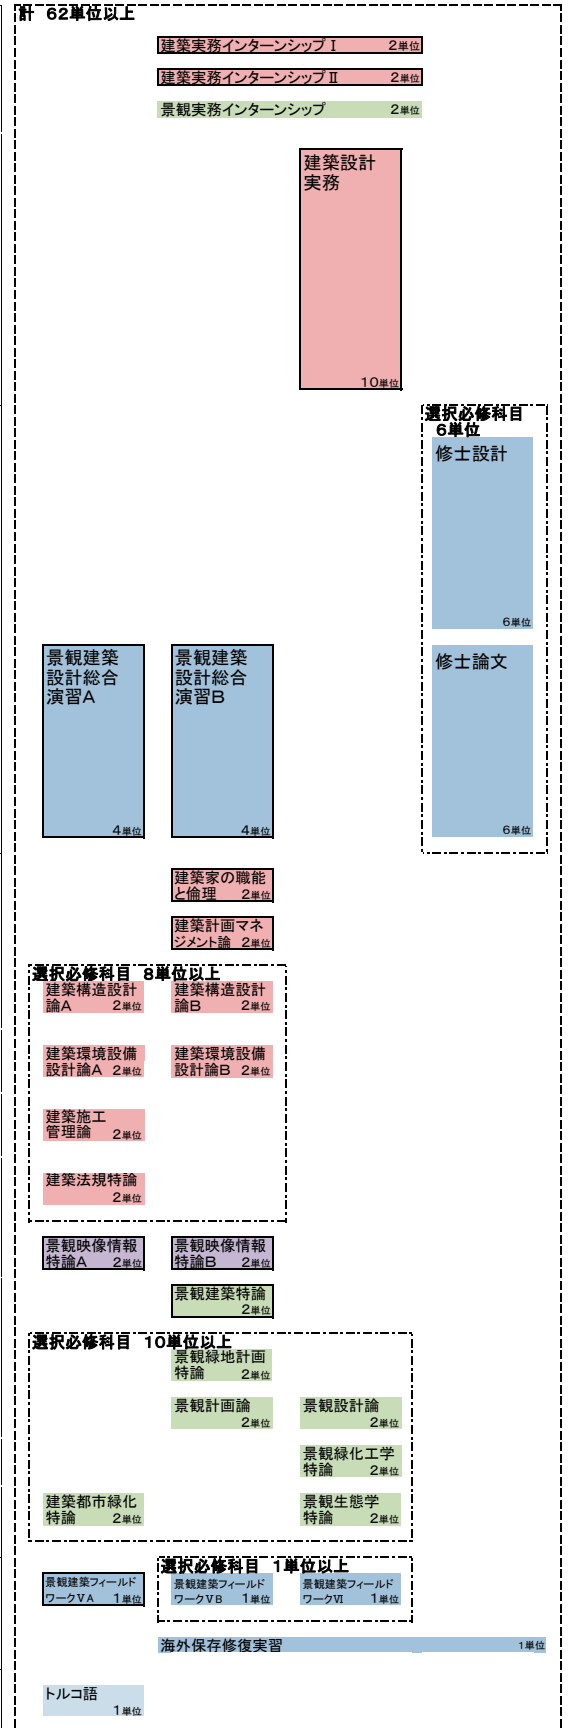 計 62単位以上
建築実務インターンシップⅠ 2単位
建築実務インターンシップⅡ 2単位
景観実務インターンシップ 2単位
建築設計
実務
10単位
選択必修科目
6単位
修士設計
6単位
景観建築
設計総合
演習A
4単位
景観建築
設計総合
演習B
4単位
修士論文
6単位
建築家の職能
と倫理 2単位
建築計画マネ
ジメント論 2単位
選択必修科目 8単位以上
建築構造設計
論A 2単位
建築構造設計
論B 2単位
建築環境設備
設計論A 2単位
建築環境設備
設計論B 2単位
建築施工
管理論 2単位
建築法規特論
2単位
景観映像情報
特論A 2単位
景観映像情報
特論B 2単位
景観建築特論
2単位
選択必修科目 10単位以上
景観緑地計画
特論 2単位
景観計画論
2単位
景観設計論
2単位
景観緑化工学
特論 2単位
建築都市緑化
特論 2単位
景観生態学
特論 2単位
選択必修科目 1単位以上
景観建築フィールド
ワークⅤA 1単位
景観建築フィールド
ワークⅤB 1単位
景観建築フィールド
ワークⅥ 1単位
海外保存修復実習 1単位
トルコ語
1単位